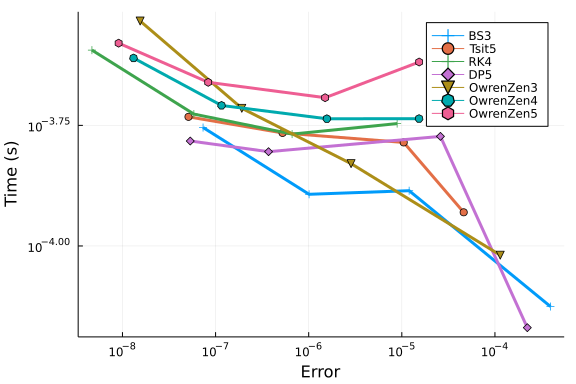 BS3
Tsit5
RK4
DP5
OwrenZen3
OwrenZen4
OwrenZen5
10⁻³·⁷⁵
10⁻⁴·⁰⁰
Time (s)
10⁻⁸ 10⁻⁷ 10⁻⁶ 10⁻⁵ 10⁻⁴
Error